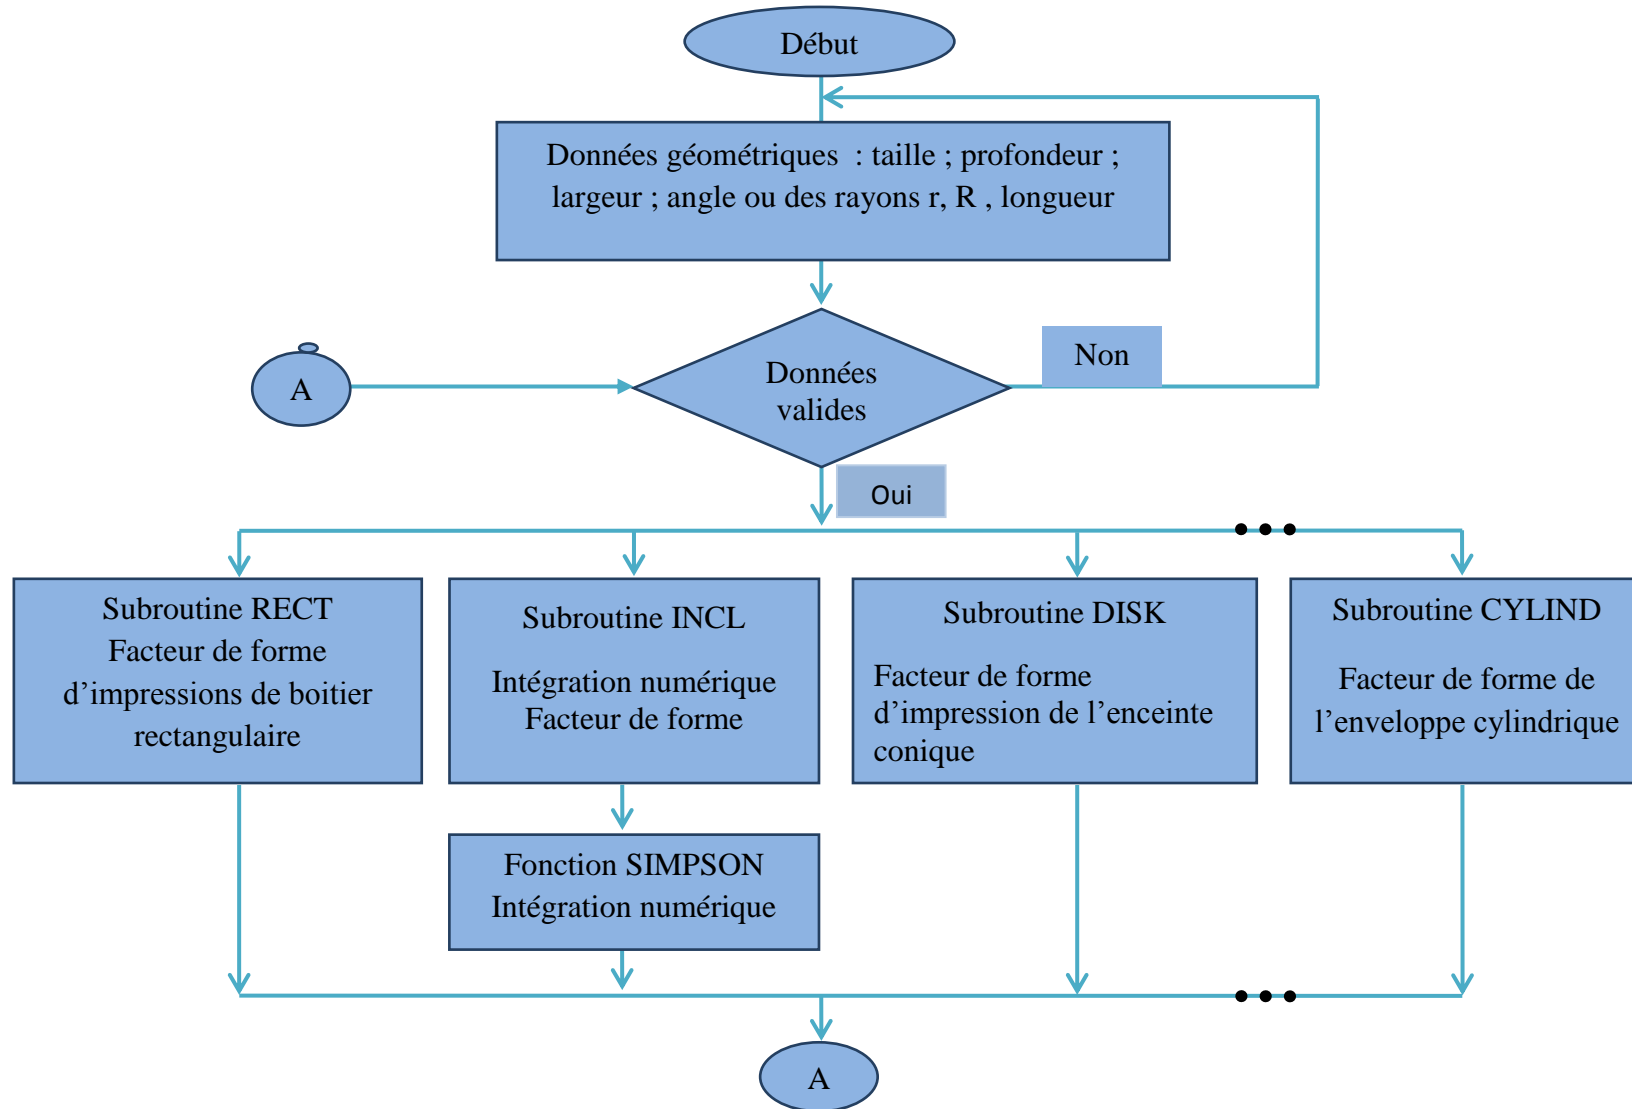 Début
Données géométriques : taille ; profondeur ;
largeur ; angle ou des rayons r, R , longueur
Données
valides
Non
A
Oui
Subroutine RECT
Facteur de forme
d’impressions de boitier
rectangulaire
Subroutine INCL
Intégration numérique
Facteur de forme
Subroutine DISK
Facteur de forme
d’impression de l’enceinte
conique
Subroutine CYLIND
Facteur de forme de
l’enveloppe cylindrique
Fonction SIMPSON
Intégration numérique
A